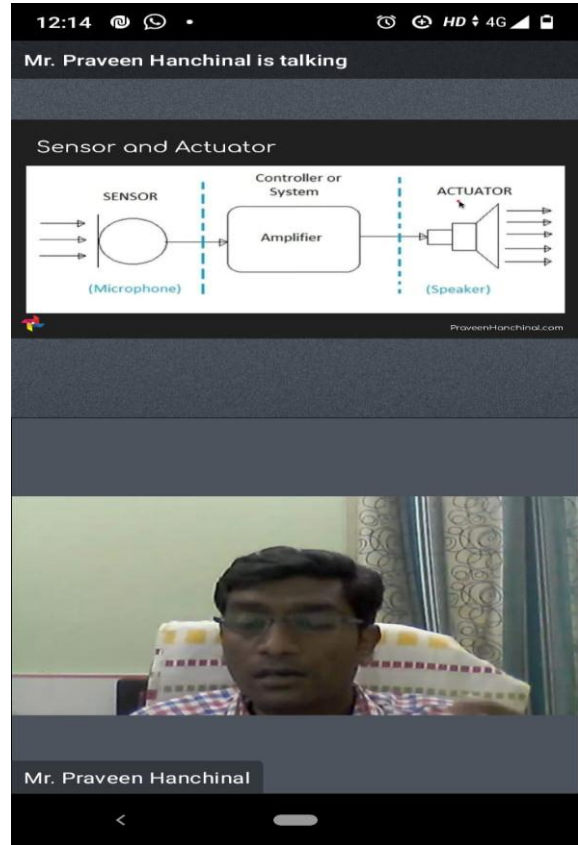 12:14 HD 4G
Mr. Praveen Hanchinal is talking
Sensor and Actuator
SENSOR
Controller or
System
ACTUATOR
Amplifier
(Microphone)
(Speaker)
PraveenHanchinal.com
Mr. Praveen Hanchinal